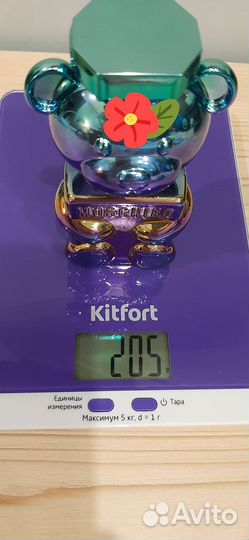 MOSCHINO
Kitfort
205
Единицы
измерения
Тара
Максимум 5 кг, d = 1 г
Avito